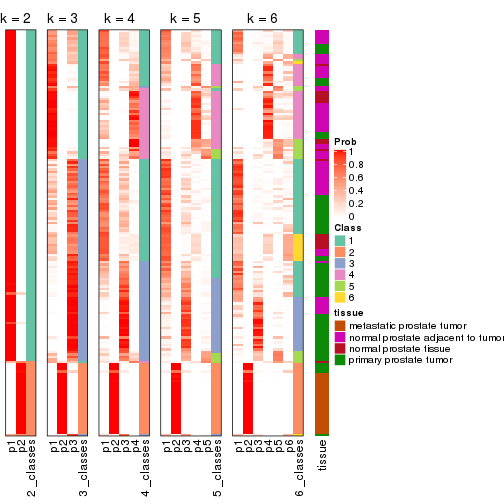 k = 2 k = 3 k = 4 k = 5 k = 6
Prob
1
0.8
0.6
0.4
0.2
0
Class
1
2
3
4
5
6
tissue
metastatic prostate tumor
normal prostate adjacent to tumor
normal prostate tissue
primary prostate tumor
p1
p2
2_classes
p1
p2
p3
3_classes
p1
p2
p3
p4
4_classes
p1
p2
p3
p4
p5
5_classes
p1
p2
p3
p4
p5
p6
6_classes
tissue